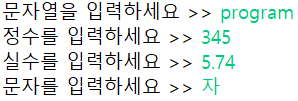 문자열을 입력하세요 >> program
정수를 입력하세요 >> 345
실수를 입력하세요 >> 5.74
문자를 입력하세요 >> 자